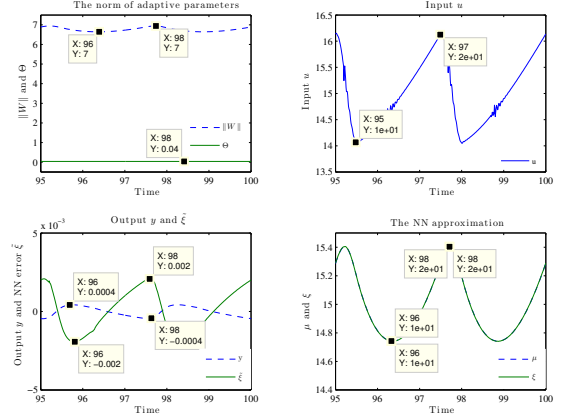 The norm of adaptive parameters
‖W‖ and Θ
7
6
5
4
3
2
1
0
X: 96
Y: 7
X: 98
Y: 7
X: 98
Y: 0.04
‖W‖
Θ
95 96 97 98 99 100
Time
Input u
Input u
16.5
16
15.5
15
14.5
14
13.5
X: 97
Y: 2e+01
X: 95
Y: 1e+01
u
95 96 97 98 99 100
Time
Output y and ξ̃
x 10⁻³
Output y and NN error ξ̃
5
0
−5
X: 96
Y: 0.0004
X: 98
Y: 0.002
X: 98
Y: −0.0004
X: 96
Y: −0.002
y
ξ̃
95 96 97 98 99 100
Time
The NN approximation
μ and ξ
15.4
15.2
15
14.8
14.6
14.4
X: 98
Y: 2e+01
X: 98
Y: 2e+01
X: 96
Y: 1e+01
X: 96
Y: 1e+01
μ
ξ
95 96 97 98 99 100
Time